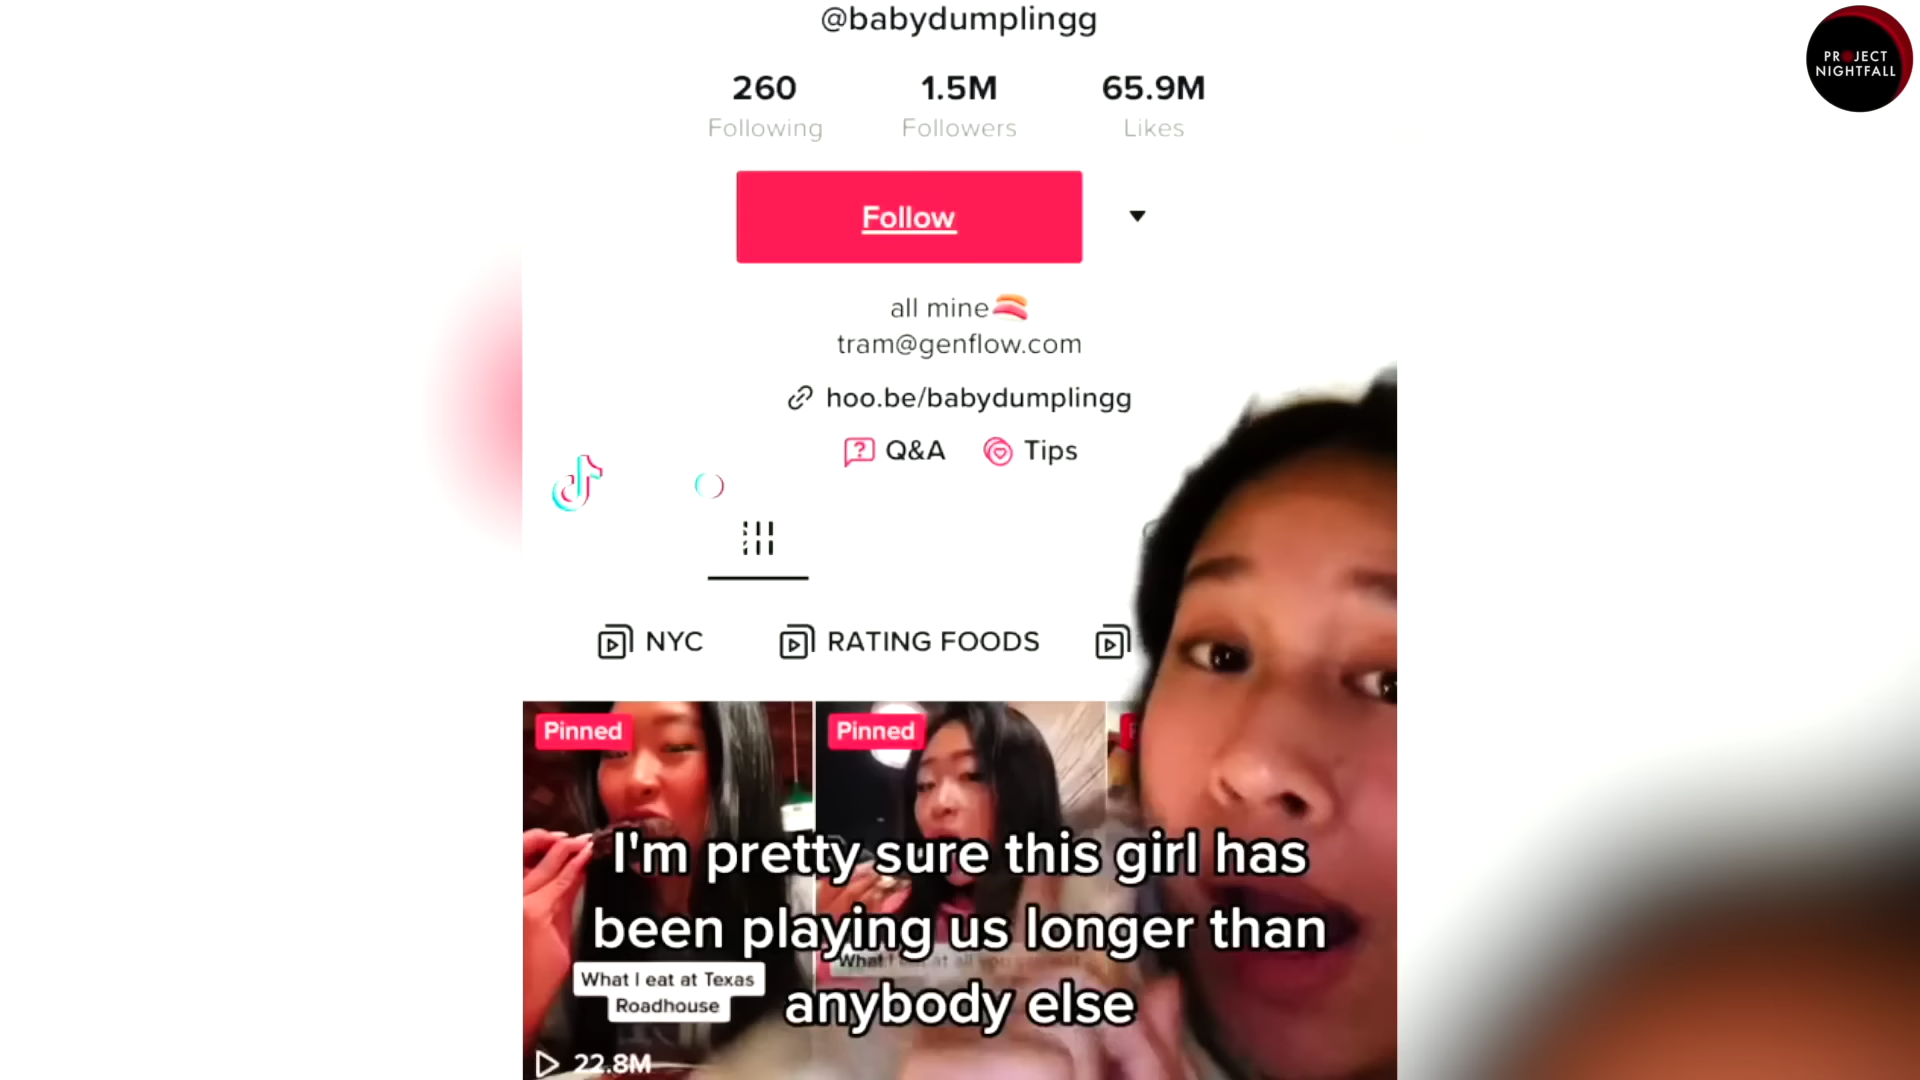 @babydumplingg
PROJECT
NIGHTFALL
260 1.5M 65.9M
Following Followers Likes
Follow
all mine
tram@genflow.com
hoo.be/babydumplingg
Q&A Tips
NYC RATING FOODS
Pinned Pinned
I'm pretty sure this girl has
been playing us longer than
anybody else
What I eat at Texas
Roadhouse
22.8M